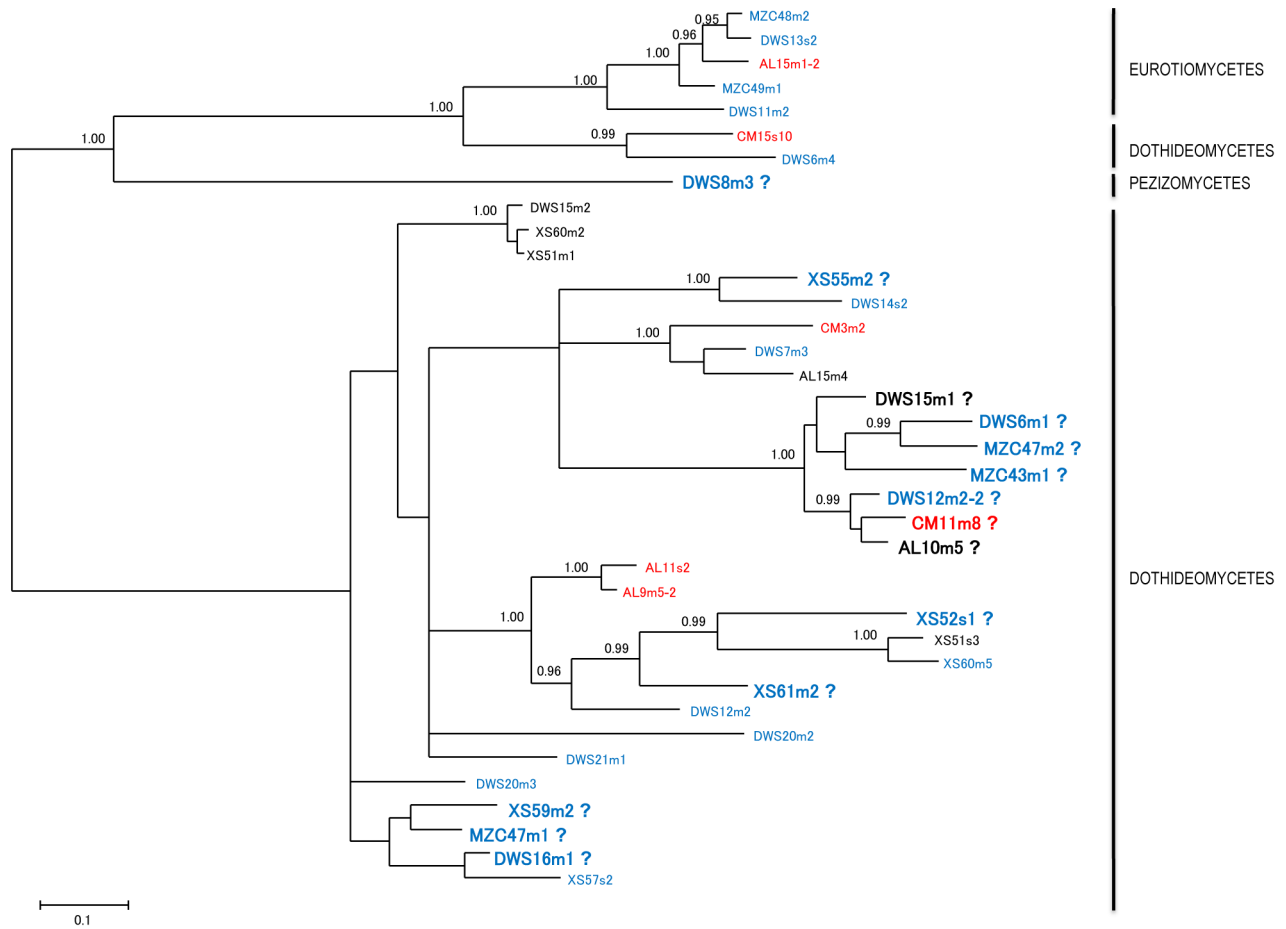 MZC48m2
0.95
DWS13s2
0.96
AL15m1-2
1.00
EUROTIOMYCETES
1.00
MZC49m1
1.00
DWS11m2
CM15s10
0.99
1.00
DOTHIDEOMYCETES
DWS6m4
DWS8m3 ?
PEZIZOMYCETES
1.00
DWS15m2
XS60m2
XS51m1
1.00
XS55m2 ?
DWS14s2
CM3m2
1.00
DWS7m3
AL15m4
DWS15m1 ?
0.99
DWS6m1 ?
MZC47m2 ?
1.00
MZC43m1 ?
0.99
DWS12m2-2 ?
CM11m8 ?
AL10m5 ?
1.00
AL11s2
DOTHIDEOMYCETES
AL9m5-2
1.00
0.99
XS52s1 ?
1.00
XS51s3
0.99
XS60m5
0.96
XS61m2 ?
DWS12m2
DWS20m2
DWS21m1
DWS20m3
XS59m2 ?
MZC47m1 ?
DWS16m1 ?
XS57s2
0.1